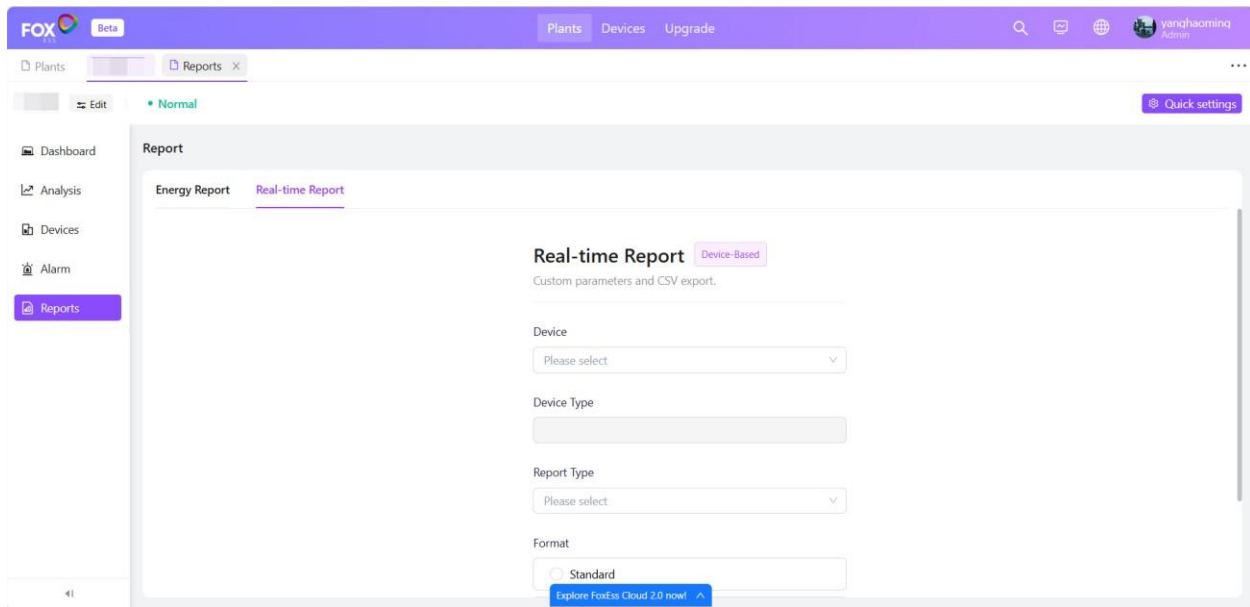 FOX ESS Beta Plants Devices Upgrade yanghaoming
Admin
Plants Reports
Edit Normal Quick settings
Dashboard
Analysis
Devices
Alarm
Reports
Report
Energy Report Real-time Report
Real-time Report Device-Based
Custom parameters and CSV export.
Device
Please select
Device Type
Report Type
Please select
Format
Standard
Explore FoxEss Cloud 2.0 now!